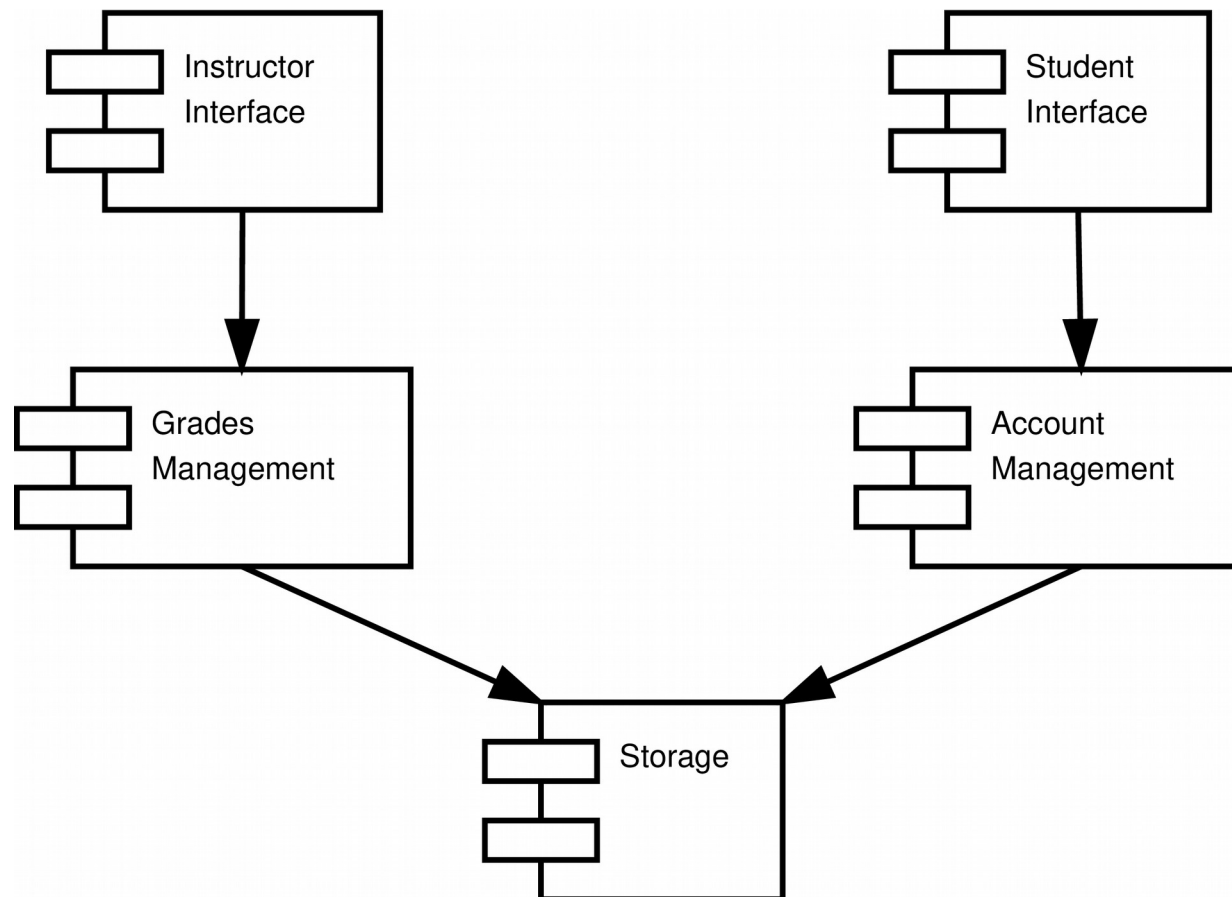 Instructor
Interface
Student
Interface
Grades
Management
Account
Management
Storage